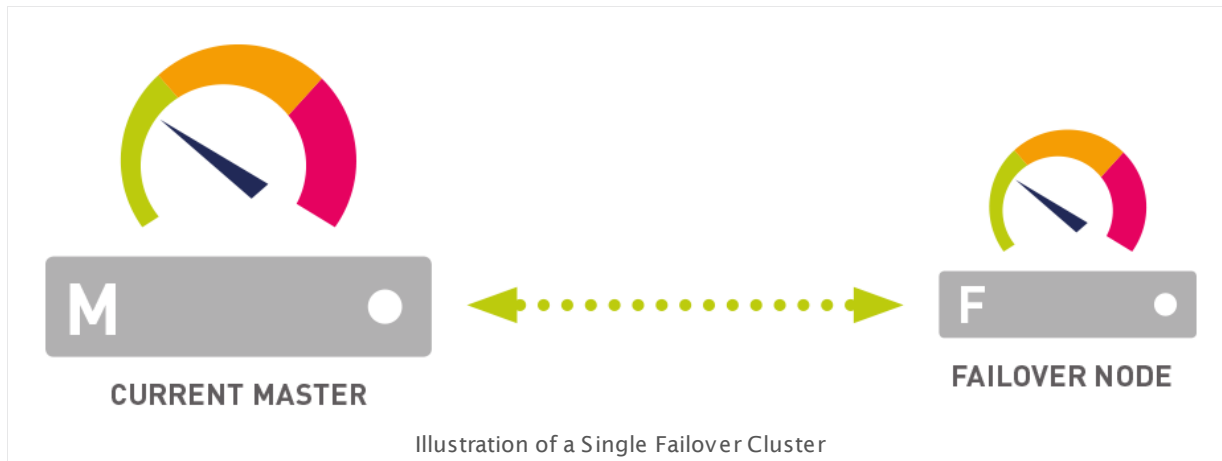 M
F
CURRENT MASTER
FAILOVER NODE
Illustration of a Single Failover Cluster